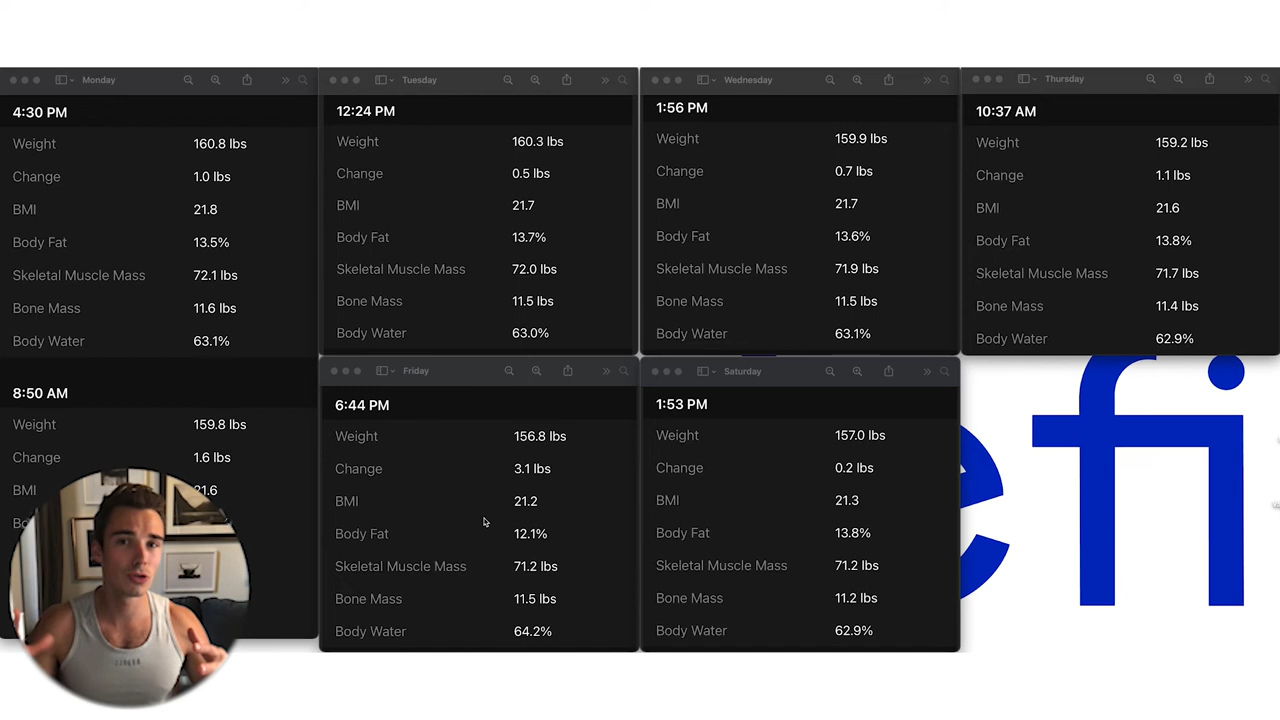 Monday
4:30 PM
Weight 160.8 lbs
Change 1.0 lbs
BMI 21.8
Body Fat 13.5%
Skeletal Muscle Mass 72.1 lbs
Bone Mass 11.6 lbs
Body Water 63.1%
8:50 AM
Weight 159.8 lbs
Change 1.6 lbs
BMI 21.6
Tuesday
12:24 PM
Weight 160.3 lbs
Change 0.5 lbs
BMI 21.7
Body Fat 13.7%
Skeletal Muscle Mass 72.0 lbs
Bone Mass 11.5 lbs
Body Water 63.0%
Wednesday
1:56 PM
Weight 159.9 lbs
Change 0.7 lbs
BMI 21.7
Body Fat 13.6%
Skeletal Muscle Mass 71.9 lbs
Bone Mass 11.5 lbs
Body Water 63.1%
Thursday
10:37 AM
Weight 159.2 lbs
Change 1.1 lbs
BMI 21.6
Body Fat 13.8%
Skeletal Muscle Mass 71.7 lbs
Bone Mass 11.4 lbs
Body Water 62.9%
Friday
6:44 PM
Weight 156.8 lbs
Change 3.1 lbs
BMI 21.2
Body Fat 12.1%
Skeletal Muscle Mass 71.2 lbs
Bone Mass 11.5 lbs
Body Water 64.2%
Saturday
1:53 PM
Weight 157.0 lbs
Change 0.2 lbs
BMI 21.3
Body Fat 13.8%
Skeletal Muscle Mass 71.2 lbs
Bone Mass 11.2 lbs
Body Water 62.9%
efi